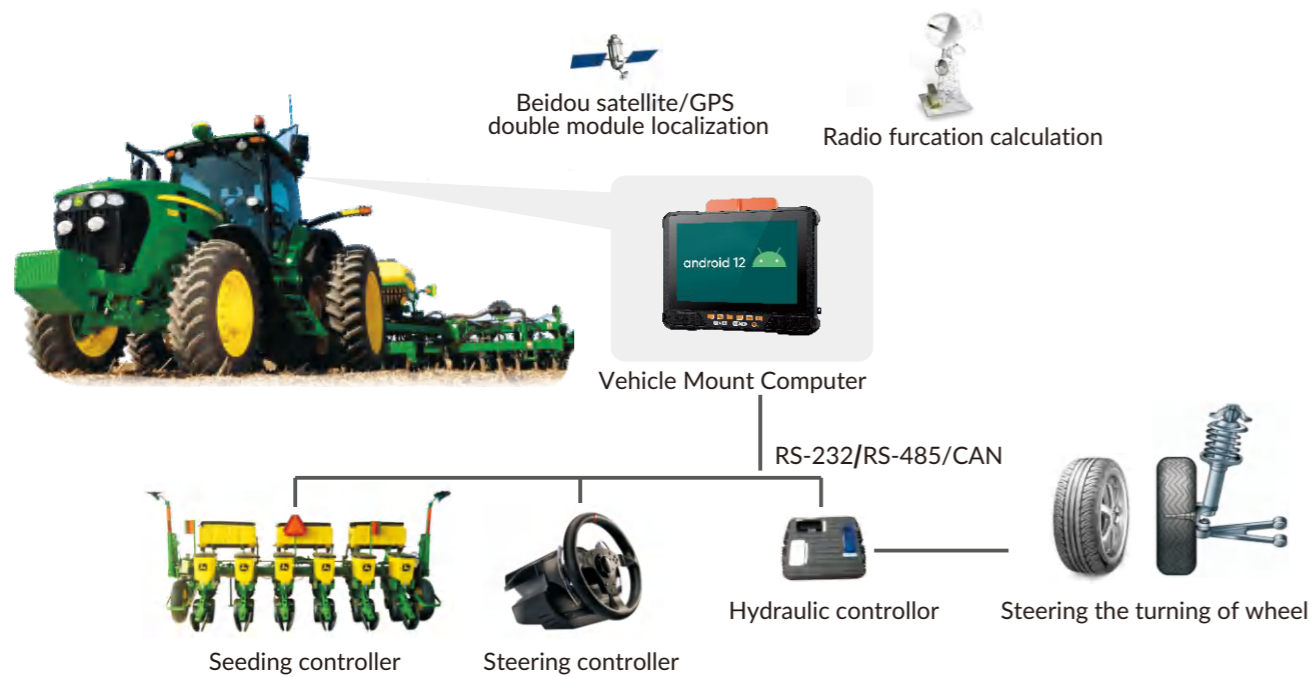 Beidou satellite/GPS
double module localization
Radio furcation calculation
android 12
Vehicle Mount Computer
RS-232/RS-485/CAN
Seeding controller
Steering controller
Hydraulic controllor
Steering the turning of wheel